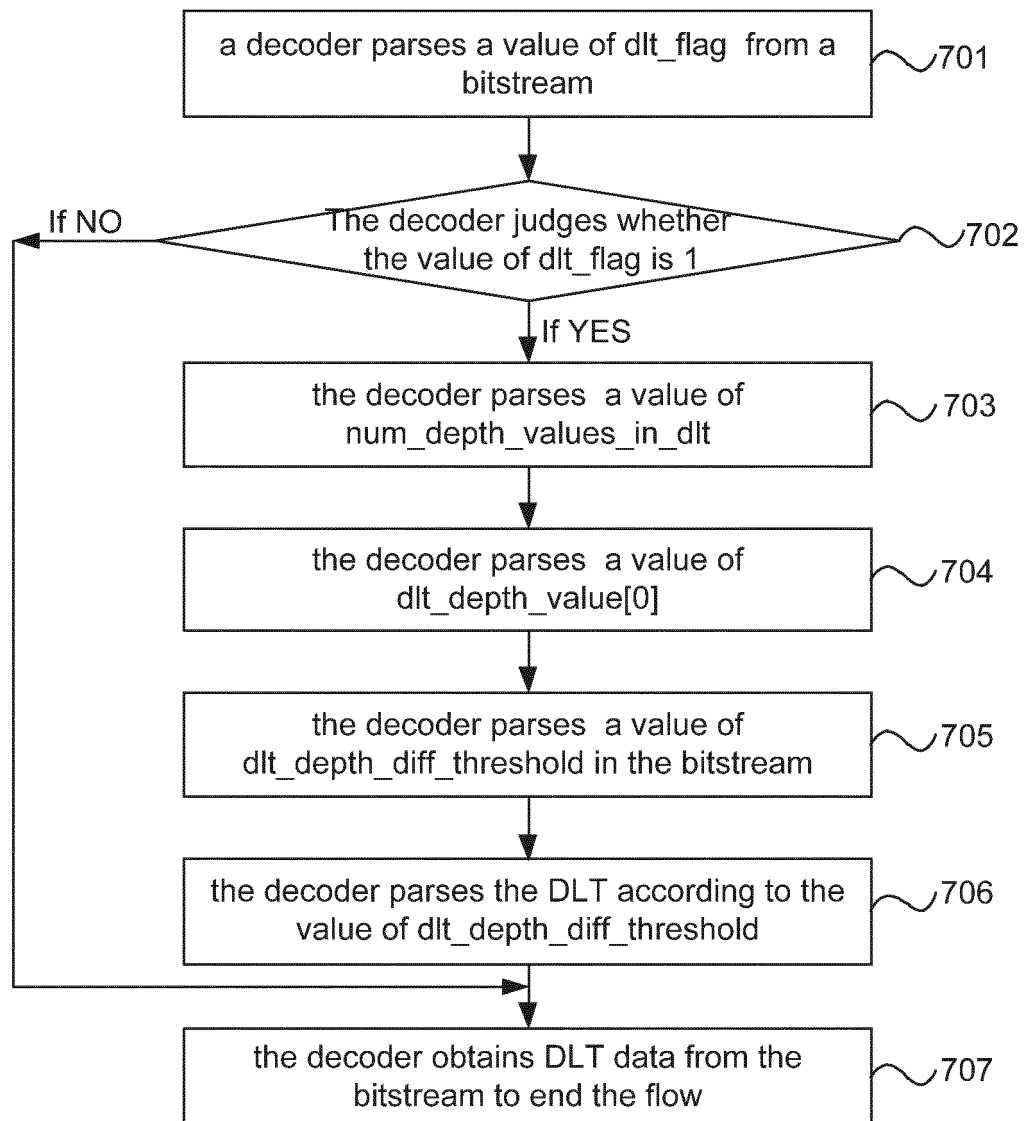 a decoder parses a value of dlt_flag from a
bitstream
701
If NO
The decoder judges whether
the value of dlt_flag is 1
702
If YES
the decoder parses a value of
num_depth_values_in_dlt
703
the decoder parses a value of
dlt_depth_value[0]
704
the decoder parses a value of
dlt_depth_diff_threshold in the bitstream
705
the decoder parses the DLT according to the
value of dlt_depth_diff_threshold
706
the decoder obtains DLT data from the
bitstream to end the flow
707